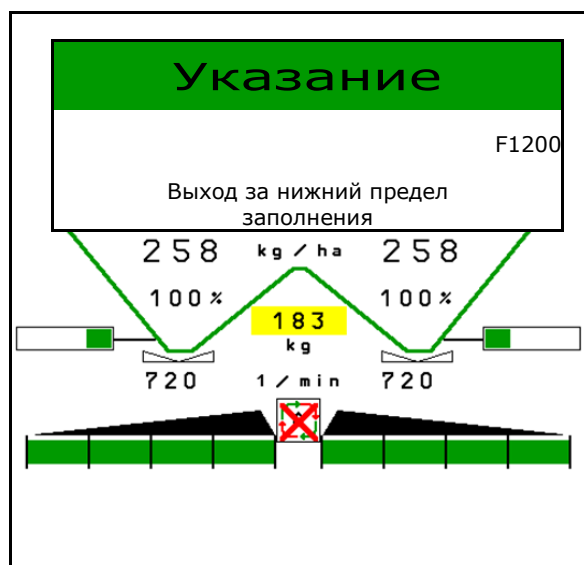 Указание
F1200
Выход за нижний предел
заполнения
258 kg/ha 258
100% 100%
183
kg
720 1/min 720